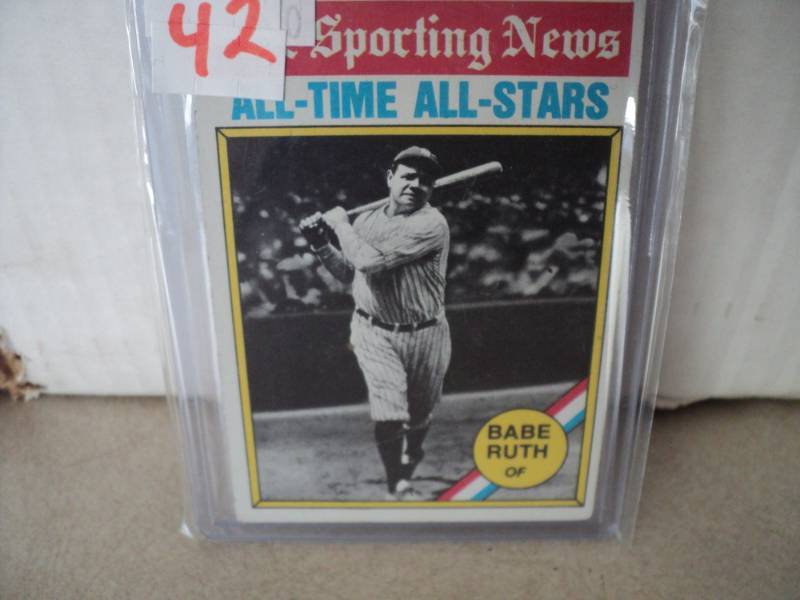 42
Sporting News
ALL-TIME ALL-STARS
BABE
RUTH
OF